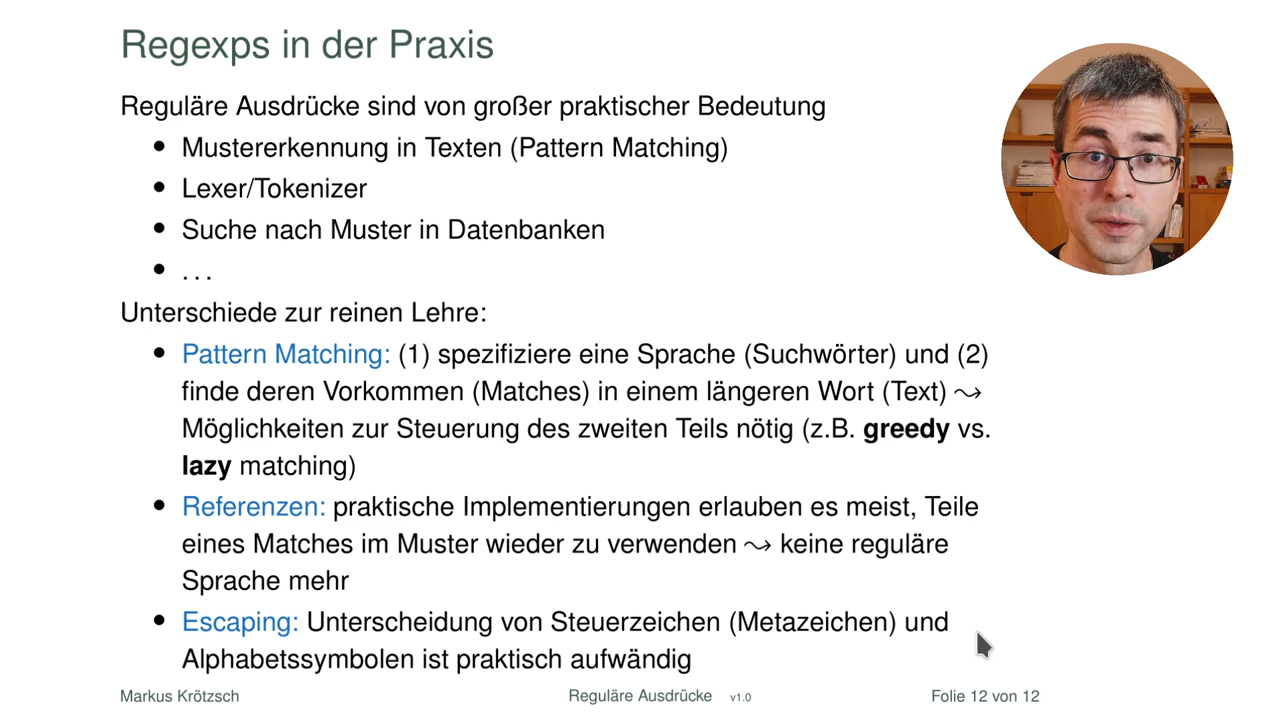 Regexps in der Praxis
Reguläre Ausdrücke sind von großer praktischer Bedeutung
• Mustererkennung in Texten (Pattern Matching)
• Lexer/Tokenizer
• Suche nach Muster in Datenbanken
• . . .
Unterschiede zur reinen Lehre:
• Pattern Matching: (1) spezifiziere eine Sprache (Suchwörter) und (2)
finde deren Vorkommen (Matches) in einem längeren Wort (Text) ⤳
Möglichkeiten zur Steuerung des zweiten Teils nötig (z.B. greedy vs.
lazy matching)
• Referenzen: praktische Implementierungen erlauben es meist, Teile
eines Matches im Muster wieder zu verwenden ⤳ keine reguläre
Sprache mehr
• Escaping: Unterscheidung von Steuerzeichen (Metazeichen) und
Alphabetssymbolen ist praktisch aufwändig
Markus Krötzsch Reguläre Ausdrücke v1.0 Folie 12 von 12